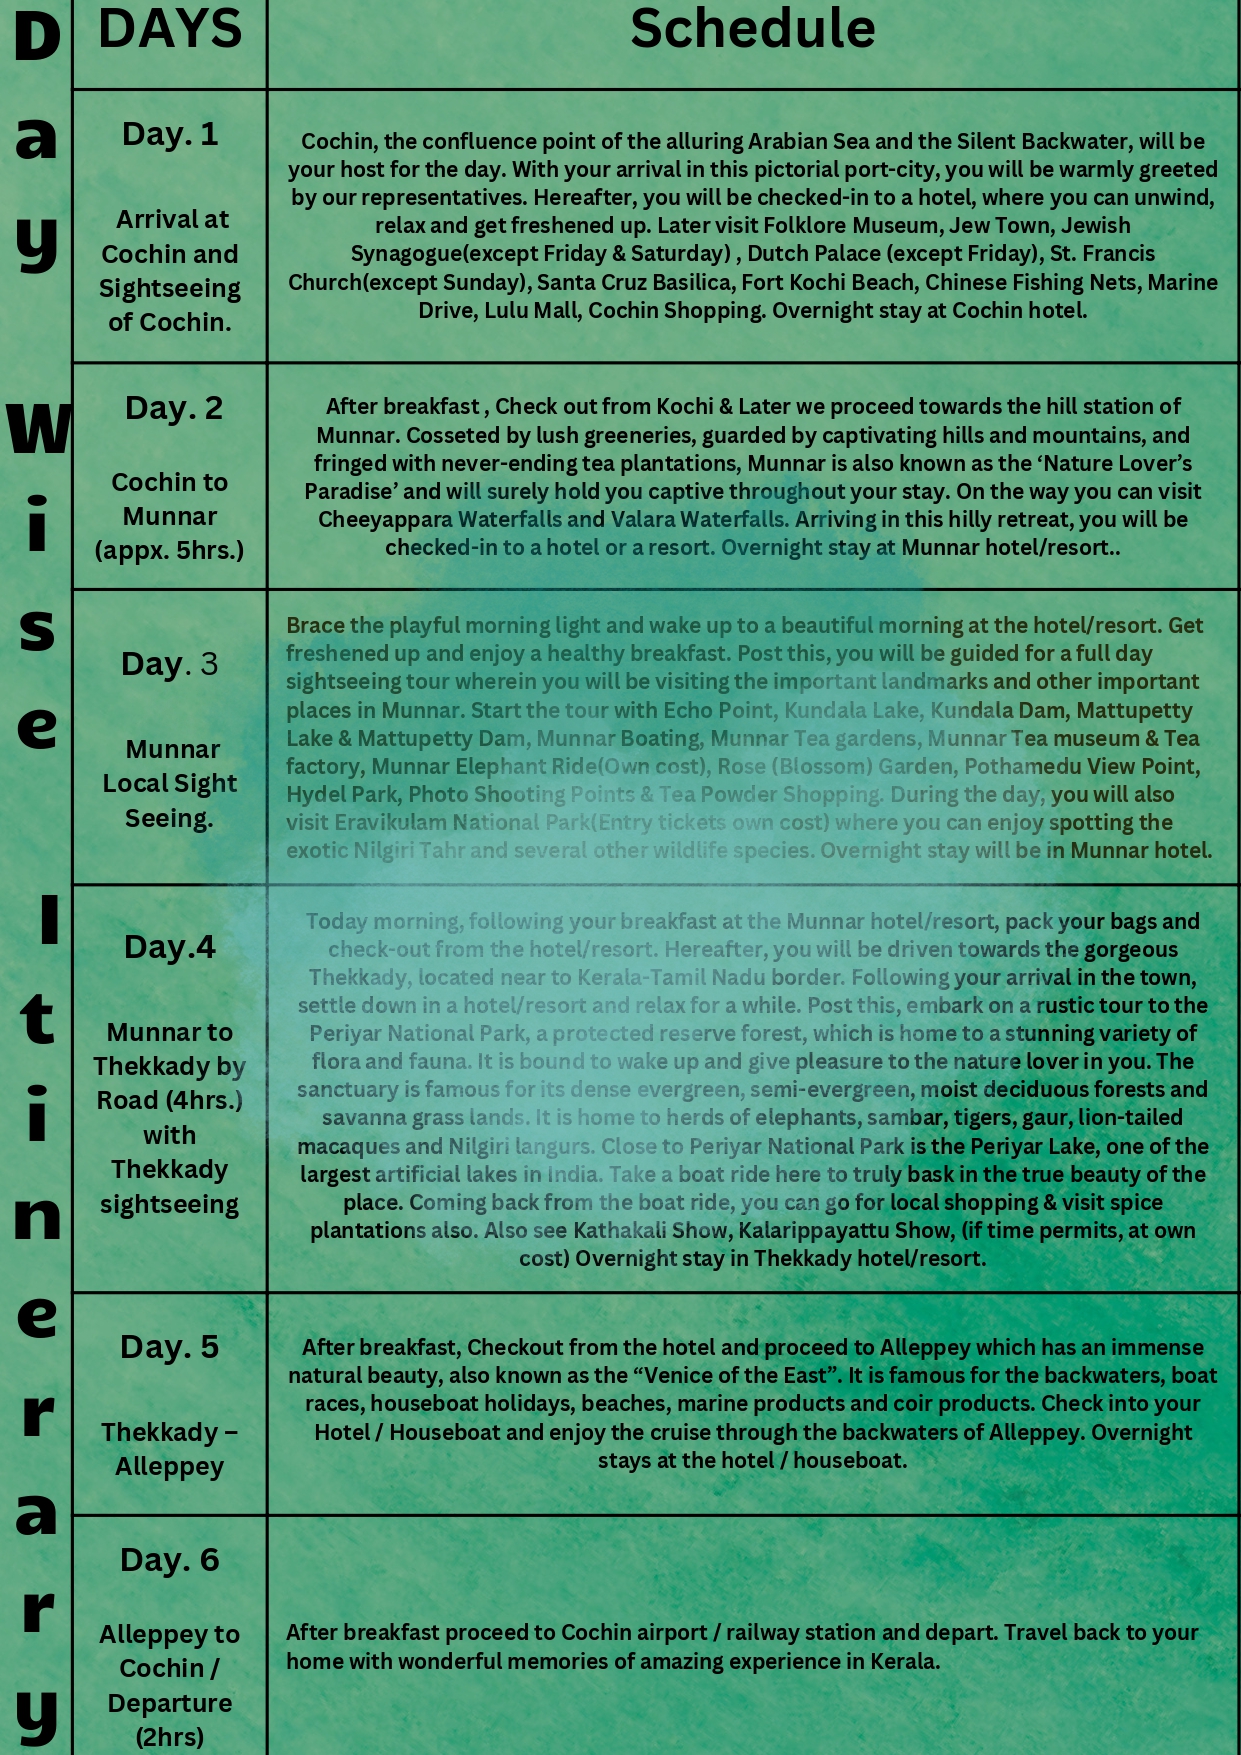 Day Wise Itinerary
DAYS
Schedule
Day. 1
Arrival at
Cochin and
Sightseeing
of Cochin.
Cochin, the confluence point of the alluring Arabian Sea and the Silent Backwater, will be
your host for the day. With your arrival in this pictorial port-city, you will be warmly greeted
by our representatives. Hereafter, you will be checked-in to a hotel, where you can unwind,
relax and get freshened up. Later visit Folklore Museum, Jew Town, Jewish
Synagogue(except Friday & Saturday) , Dutch Palace (except Friday), St. Francis
Church(except Sunday), Santa Cruz Basilica, Fort Kochi Beach, Chinese Fishing Nets, Marine
Drive, Lulu Mall, Cochin Shopping. Overnight stay at Cochin hotel.
Day. 2
Cochin to
Munnar
(appx. 5hrs.)
After breakfast , Check out from Kochi & Later we proceed towards the hill station of
Munnar. Cosseted by lush greeneries, guarded by captivating hills and mountains, and
fringed with never-ending tea plantations, Munnar is also known as the ‘Nature Lover’s
Paradise’ and will surely hold you captive throughout your stay. On the way you can visit
Cheeyappara Waterfalls and Valara Waterfalls. Arriving in this hilly retreat, you will be
checked-in to a hotel or a resort. Overnight stay at Munnar hotel/resort..
Day. 3
Munnar
Local Sight
Seeing.
Brace the playful morning light and wake up to a beautiful morning at the hotel/resort. Get
freshened up and enjoy a healthy breakfast. Post this, you will be guided for a full day
sightseeing tour wherein you will be visiting the important landmarks and other important
places in Munnar. Start the tour with Echo Point, Kundala Lake, Kundala Dam, Mattupetty
Lake & Mattupetty Dam, Munnar Boating, Munnar Tea gardens, Munnar Tea museum & Tea
factory, Munnar Elephant Ride(Own cost), Rose (Blossom) Garden, Pothamedu View Point,
Hydel Park, Photo Shooting Points & Tea Powder Shopping. During the day, you will also
visit Eravikulam National Park(Entry tickets own cost) where you can enjoy spotting the
exotic Nilgiri Tahr and several other wildlife species. Overnight stay will be in Munnar hotel.
Day.4
Munnar to
Thekkady by
Road (4hrs.)
with
Thekkady
sightseeing
Today morning, following your breakfast at the Munnar hotel/resort, pack your bags and
check-out from the hotel/resort. Hereafter, you will be driven towards the gorgeous
Thekkady, located near to Kerala-Tamil Nadu border. Following your arrival in the town,
settle down in a hotel/resort and relax for a while. Post this, embark on a rustic tour to the
Periyar National Park, a protected reserve forest, which is home to a stunning variety of
flora and fauna. It is bound to wake up and give pleasure to the nature lover in you. The
sanctuary is famous for its dense evergreen, semi-evergreen, moist deciduous forests and
savanna grass lands. It is home to herds of elephants, sambar, tigers, gaur, lion-tailed
macaques and Nilgiri langurs. Close to Periyar National Park is the Periyar Lake, one of the
largest artificial lakes in India. Take a boat ride here to truly bask in the true beauty of the
place. Coming back from the boat ride, you can go for local shopping & visit spice
plantations also. Also see Kathakali Show, Kalarippayattu Show, (if time permits, at own
cost) Overnight stay in Thekkady hotel/resort.
Day. 5
Thekkady –
Alleppey
After breakfast, Checkout from the hotel and proceed to Alleppey which has an immense
natural beauty, also known as the “Venice of the East”. It is famous for the backwaters, boat
races, houseboat holidays, beaches, marine products and coir products. Check into your
Hotel / Houseboat and enjoy the cruise through the backwaters of Alleppey. Overnight
stays at the hotel / houseboat.
Day. 6
Alleppey to
Cochin /
Departure
(2hrs)
After breakfast proceed to Cochin airport / railway station and depart. Travel back to your
home with wonderful memories of amazing experience in Kerala.